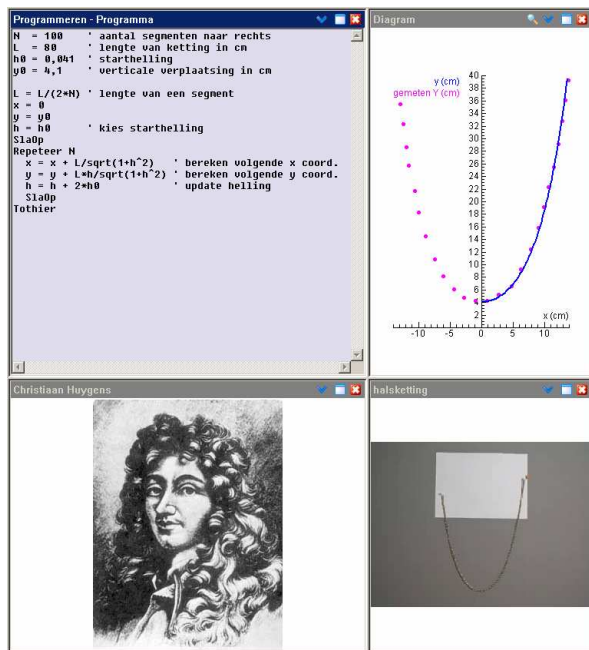 Programmeren - Programma
N = 100 ' aantal segmenten naar rechts
L = 80 ' lengte van ketting in cm
h0 = 0,041 ' starthelling
y0 = 4,1 ' verticale verplaatsing in cm
L = L/(2*N) ' lengte van een segment
x = 0
y = y0
h = h0 ' kies starthelling
SlaOp
Repeteer N
x = x + L/sqrt(1+h^2) ' bereken volgende x coord.
y = y + L*h/sqrt(1+h^2) ' bereken volgende y coord.
h = h + 2*h0 ' update helling
SlaOp
Tothier
Diagram
y (cm)
gemeten Y (cm)
40
38
36
34
32
30
28
26
24
22
20
18
16
14
12
10
8
6
4
2
x (cm)
-10 -5 0 5 10
Christiaan Huygens
halsketting